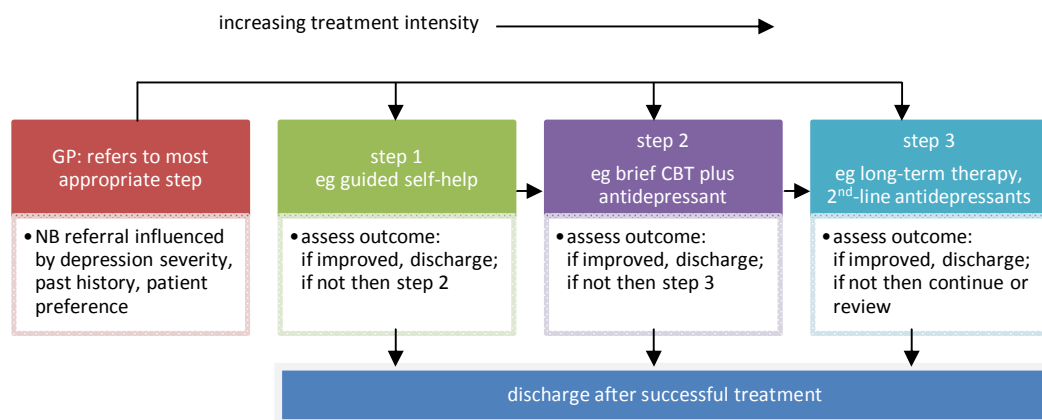 increasing treatment intensity
GP: refers to most
appropriate step
•NB referral influenced
by depression severity,
past history, patient
preference
step 1
eg guided self-help
•assess outcome:
if improved, discharge;
if not then step 2
step 2
eg brief CBT plus
antidepressant
•assess outcome:
if improved, discharge;
if not then step 3
step 3
eg long-term therapy,
2nd-line antidepressants
•assess outcome:
if improved, discharge;
if not then continue or
review
discharge after successful treatment